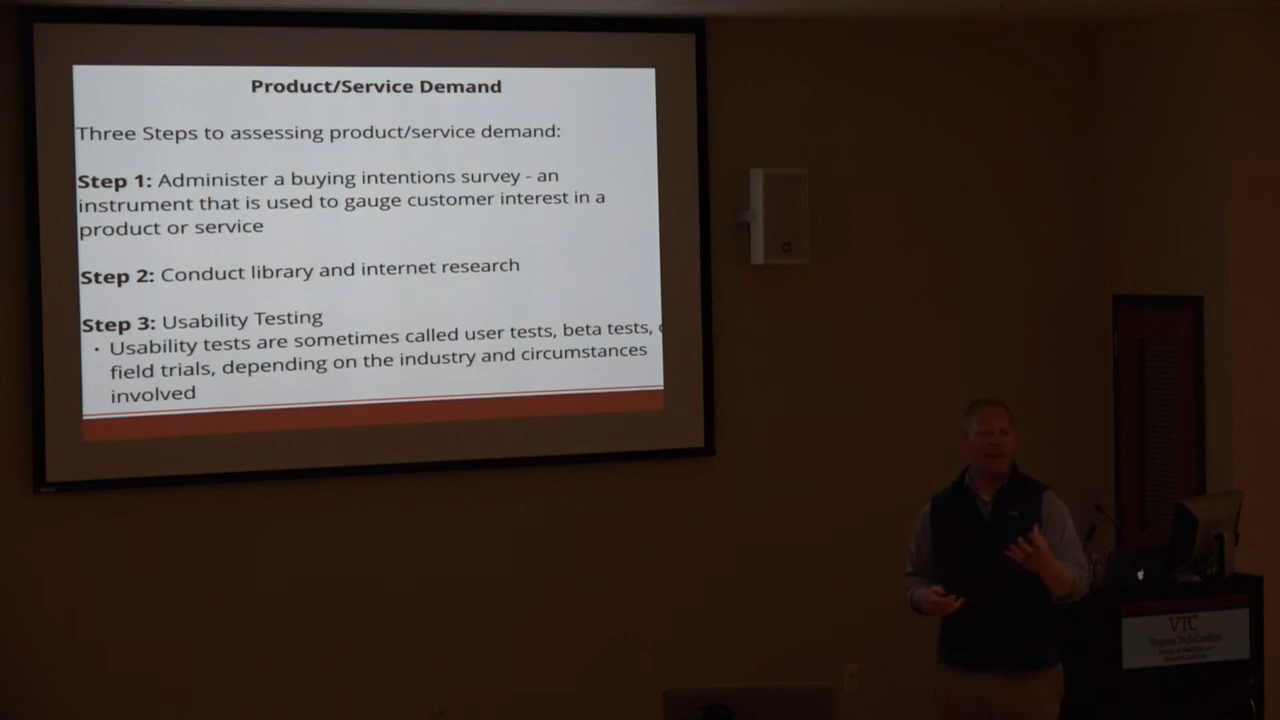 Product/Service Demand
Three Steps to assessing product/service demand:
Step 1: Administer a buying intentions survey - an
instrument that is used to gauge customer interest in a
product or service
Step 2: Conduct library and internet research
Step 3: Usability Testing
· Usability tests are sometimes called user tests, beta tests,
field trials, depending on the industry and circumstances
involved
VTC
Virginia Tech Carilion